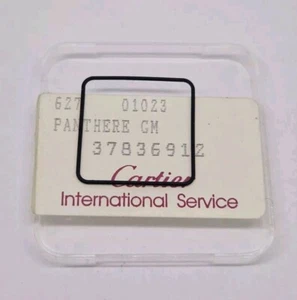 627 01023
PANTHERE GM
37836912
Cartier
International Service